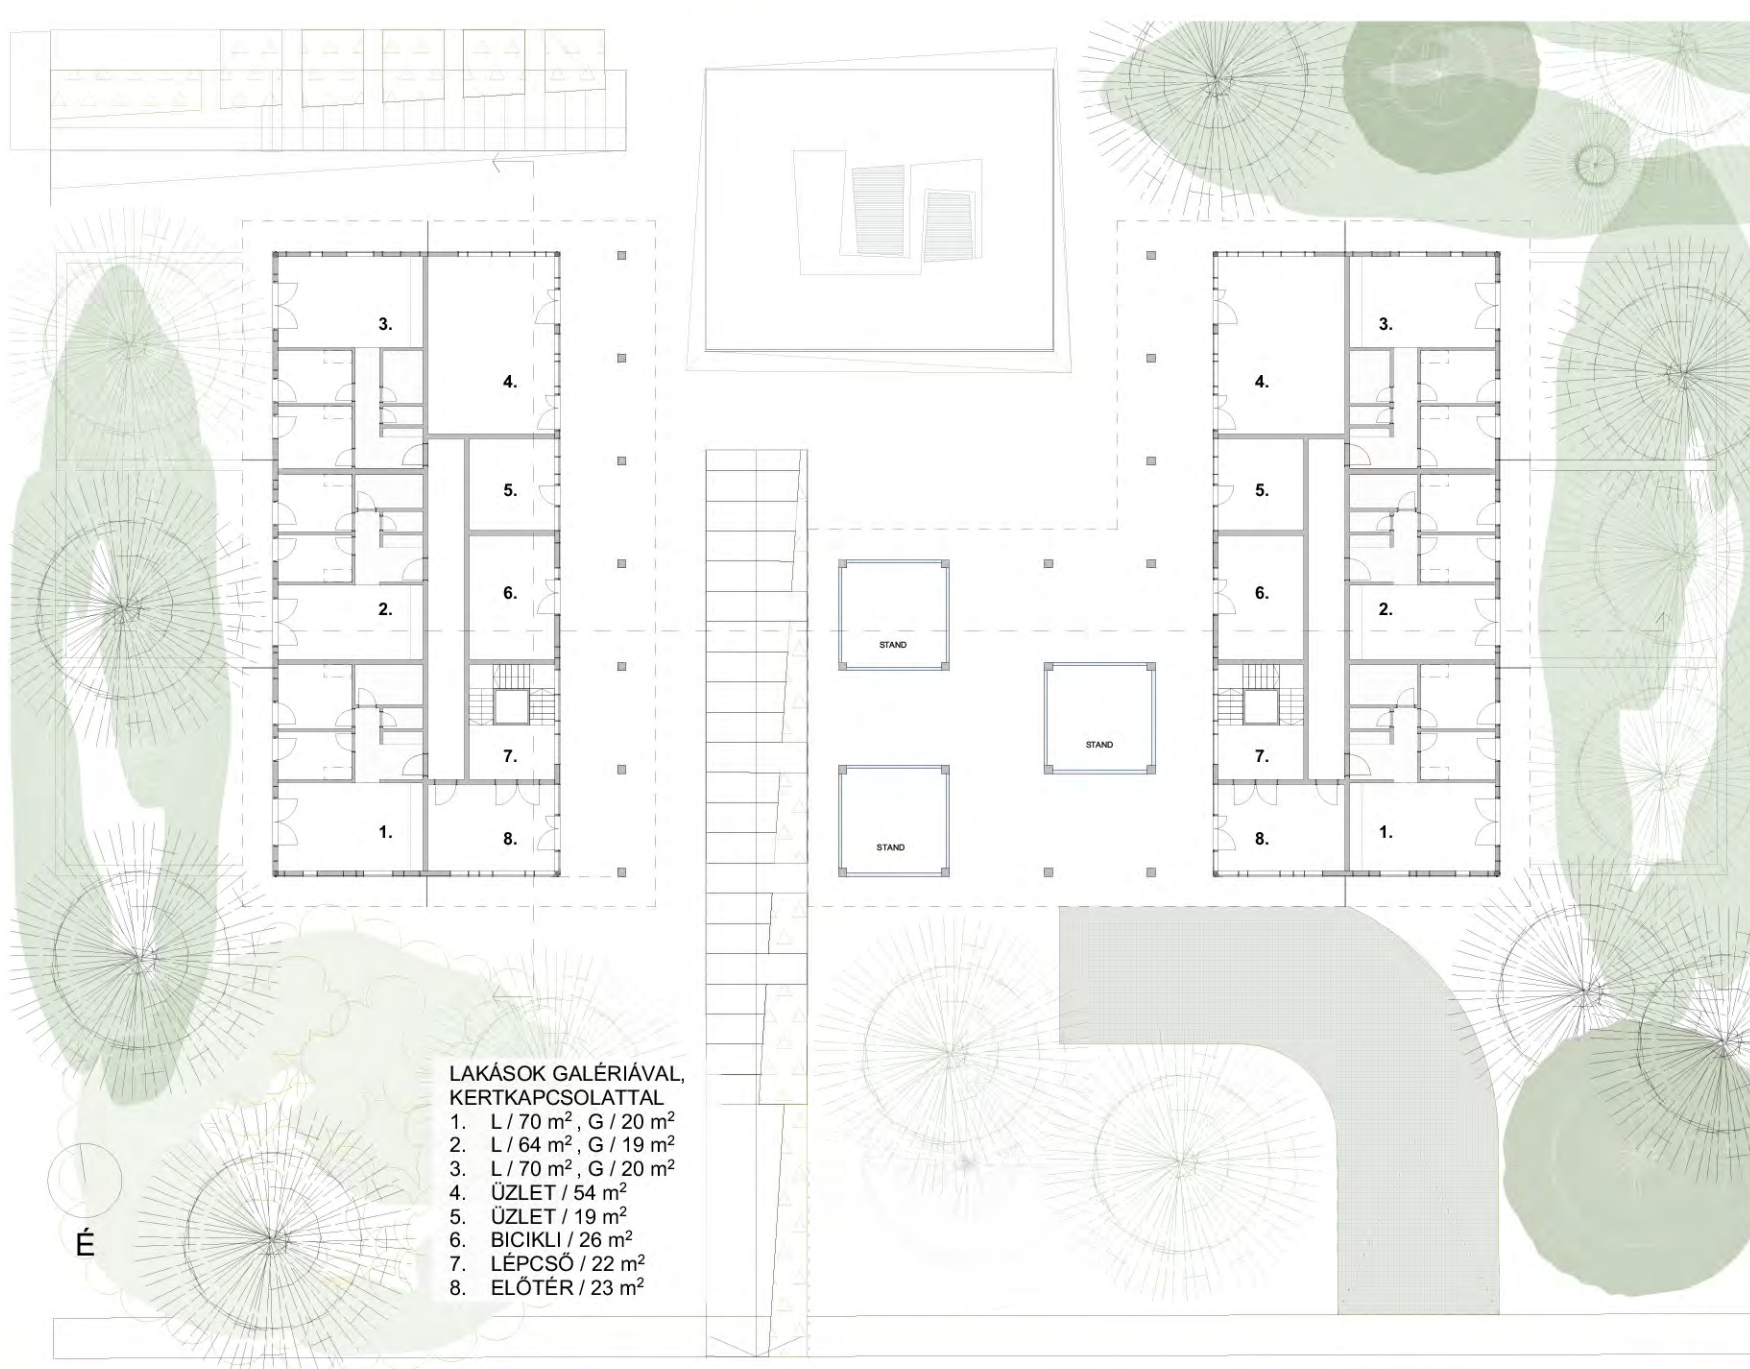 3.
3.
4.
4.
5.
5.
6.
6.
2.
2.
STAND
STAND
7.
7.
1.
8.
STAND
8.
1.
LAKÁSOK GALÉRIÁVAL,
KERTKAPCSOLATTAL
1. L / 70 m², G / 20 m²
2. L / 64 m², G / 19 m²
3. L / 70 m², G / 20 m²
4. ÜZLET / 54 m²
5. ÜZLET / 19 m²
6. BICIKLI / 26 m²
7. LÉPCSŐ / 22 m²
8. ELŐTÉR / 23 m²
É